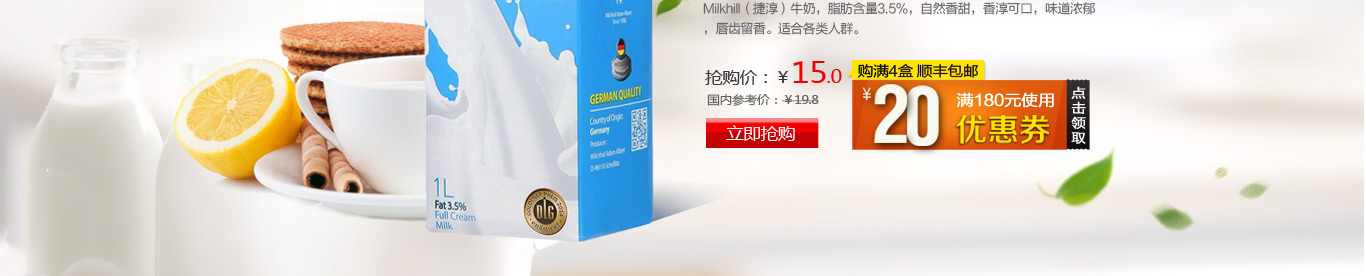 Milkhill（捷淳）牛奶，脂肪含量3.5%，自然香甜，香淳可口，味道浓郁
，唇齿留香。适合各类人群。
抢购价：￥15.0
购满4盒 顺丰包邮
国内参考价：￥19.8
立即抢购
￥20
满180元使用
优惠券
点击领取
GERMAN QUALITY
Country of Origin:
Germany
Producer:
1L
Fat 3.5%
Full Cream
Milk
DLG